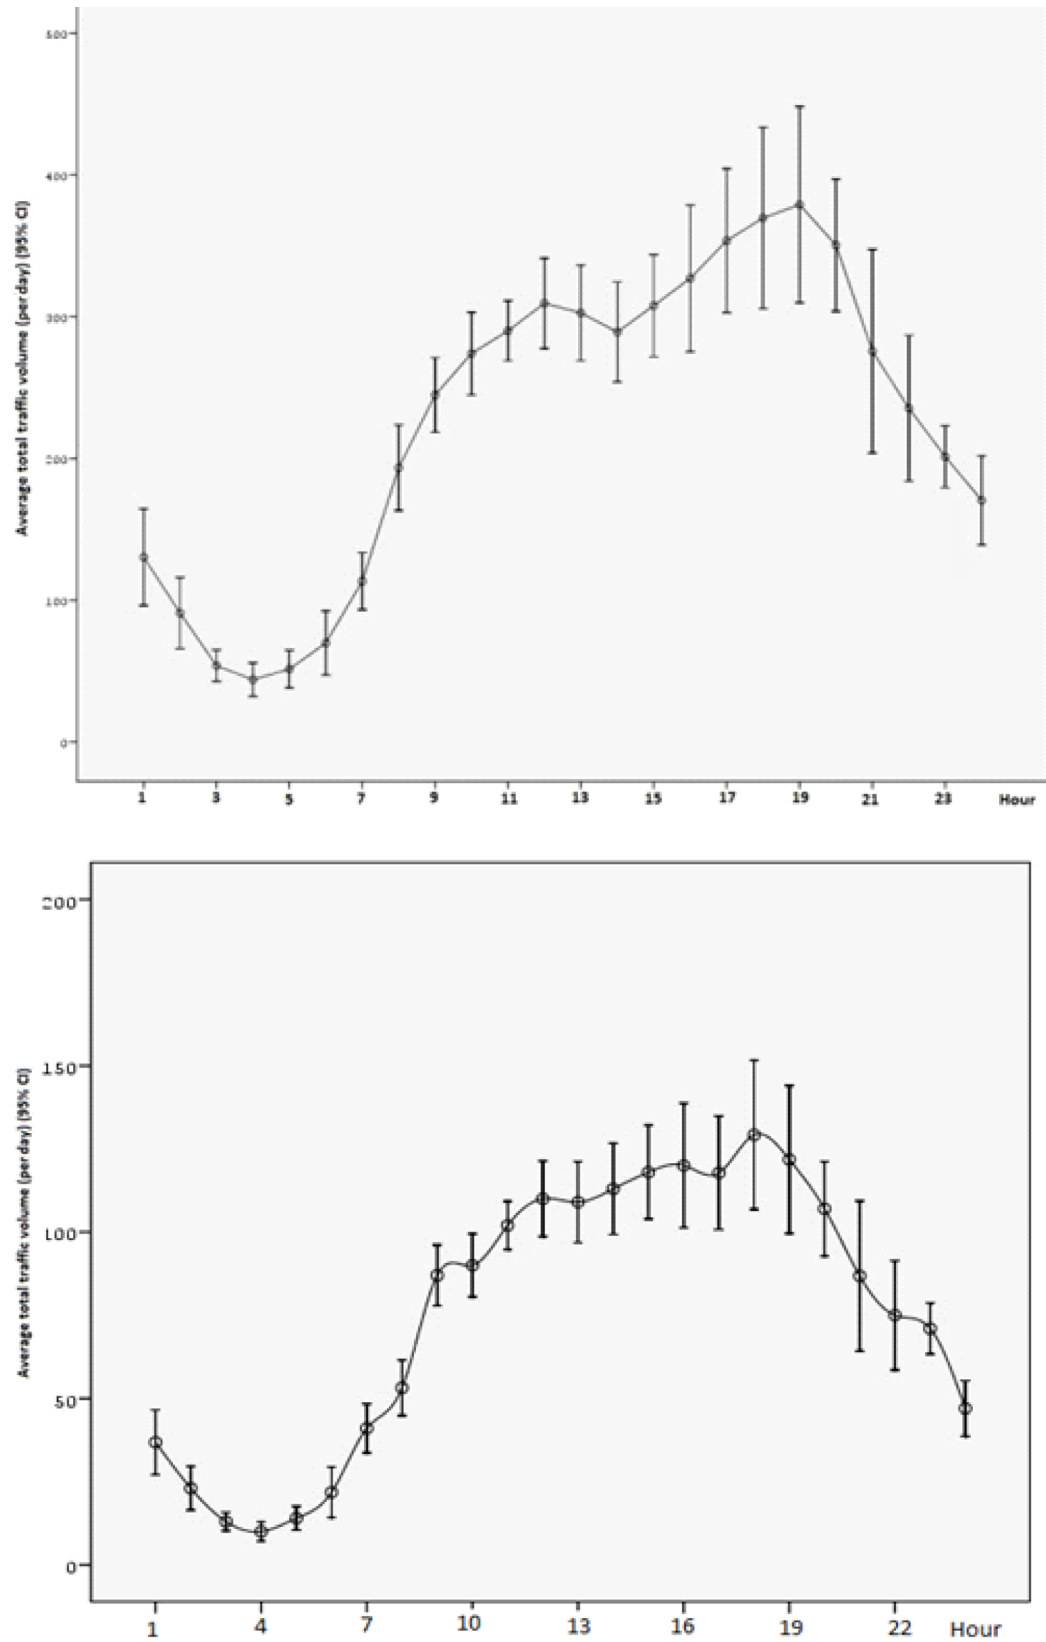 Average total traffic volume (per day) (95% CI)
500
400
300
200
100
0
1 3 5 7 9 11 13 15 17 19 21 23 Hour
Average total traffic volume (per day) (95% CI)
200
150
100
50
0
1 4 7 10 13 16 19 22 Hour